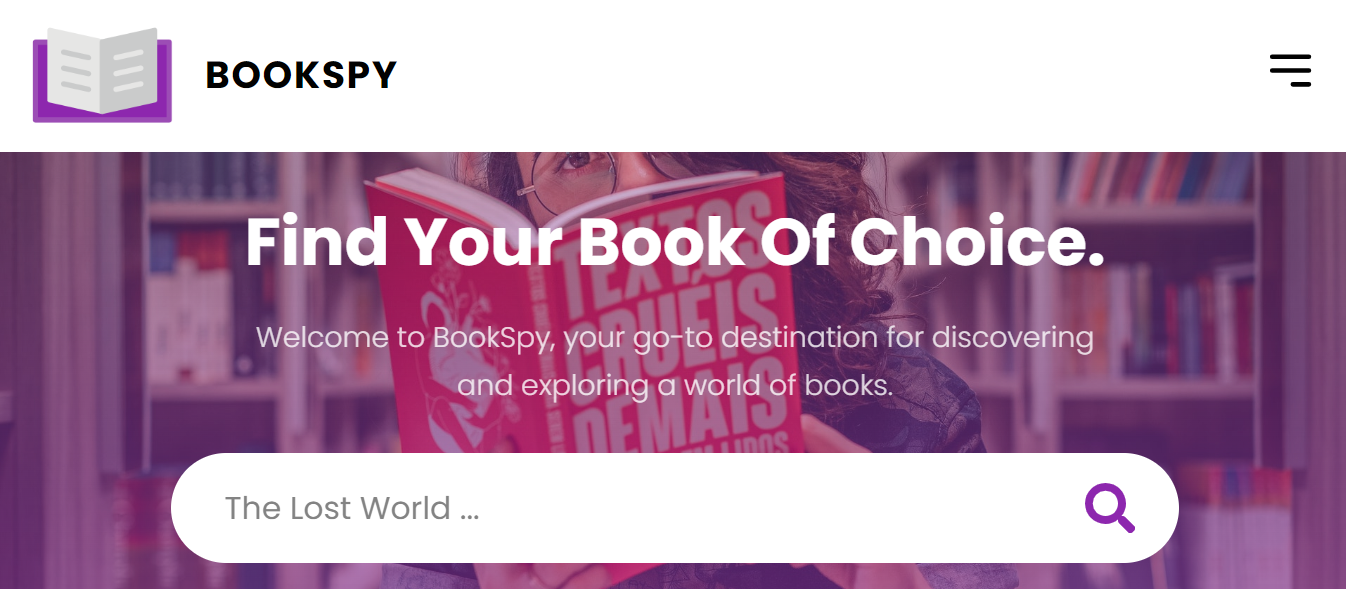 BOOKSPY
Find Your Book Of Choice.
Welcome to BookSpy, your go-to destination for discovering
and exploring a world of books.
TEXTOS
CRUÉIS
DEMAIS
The Lost World ...